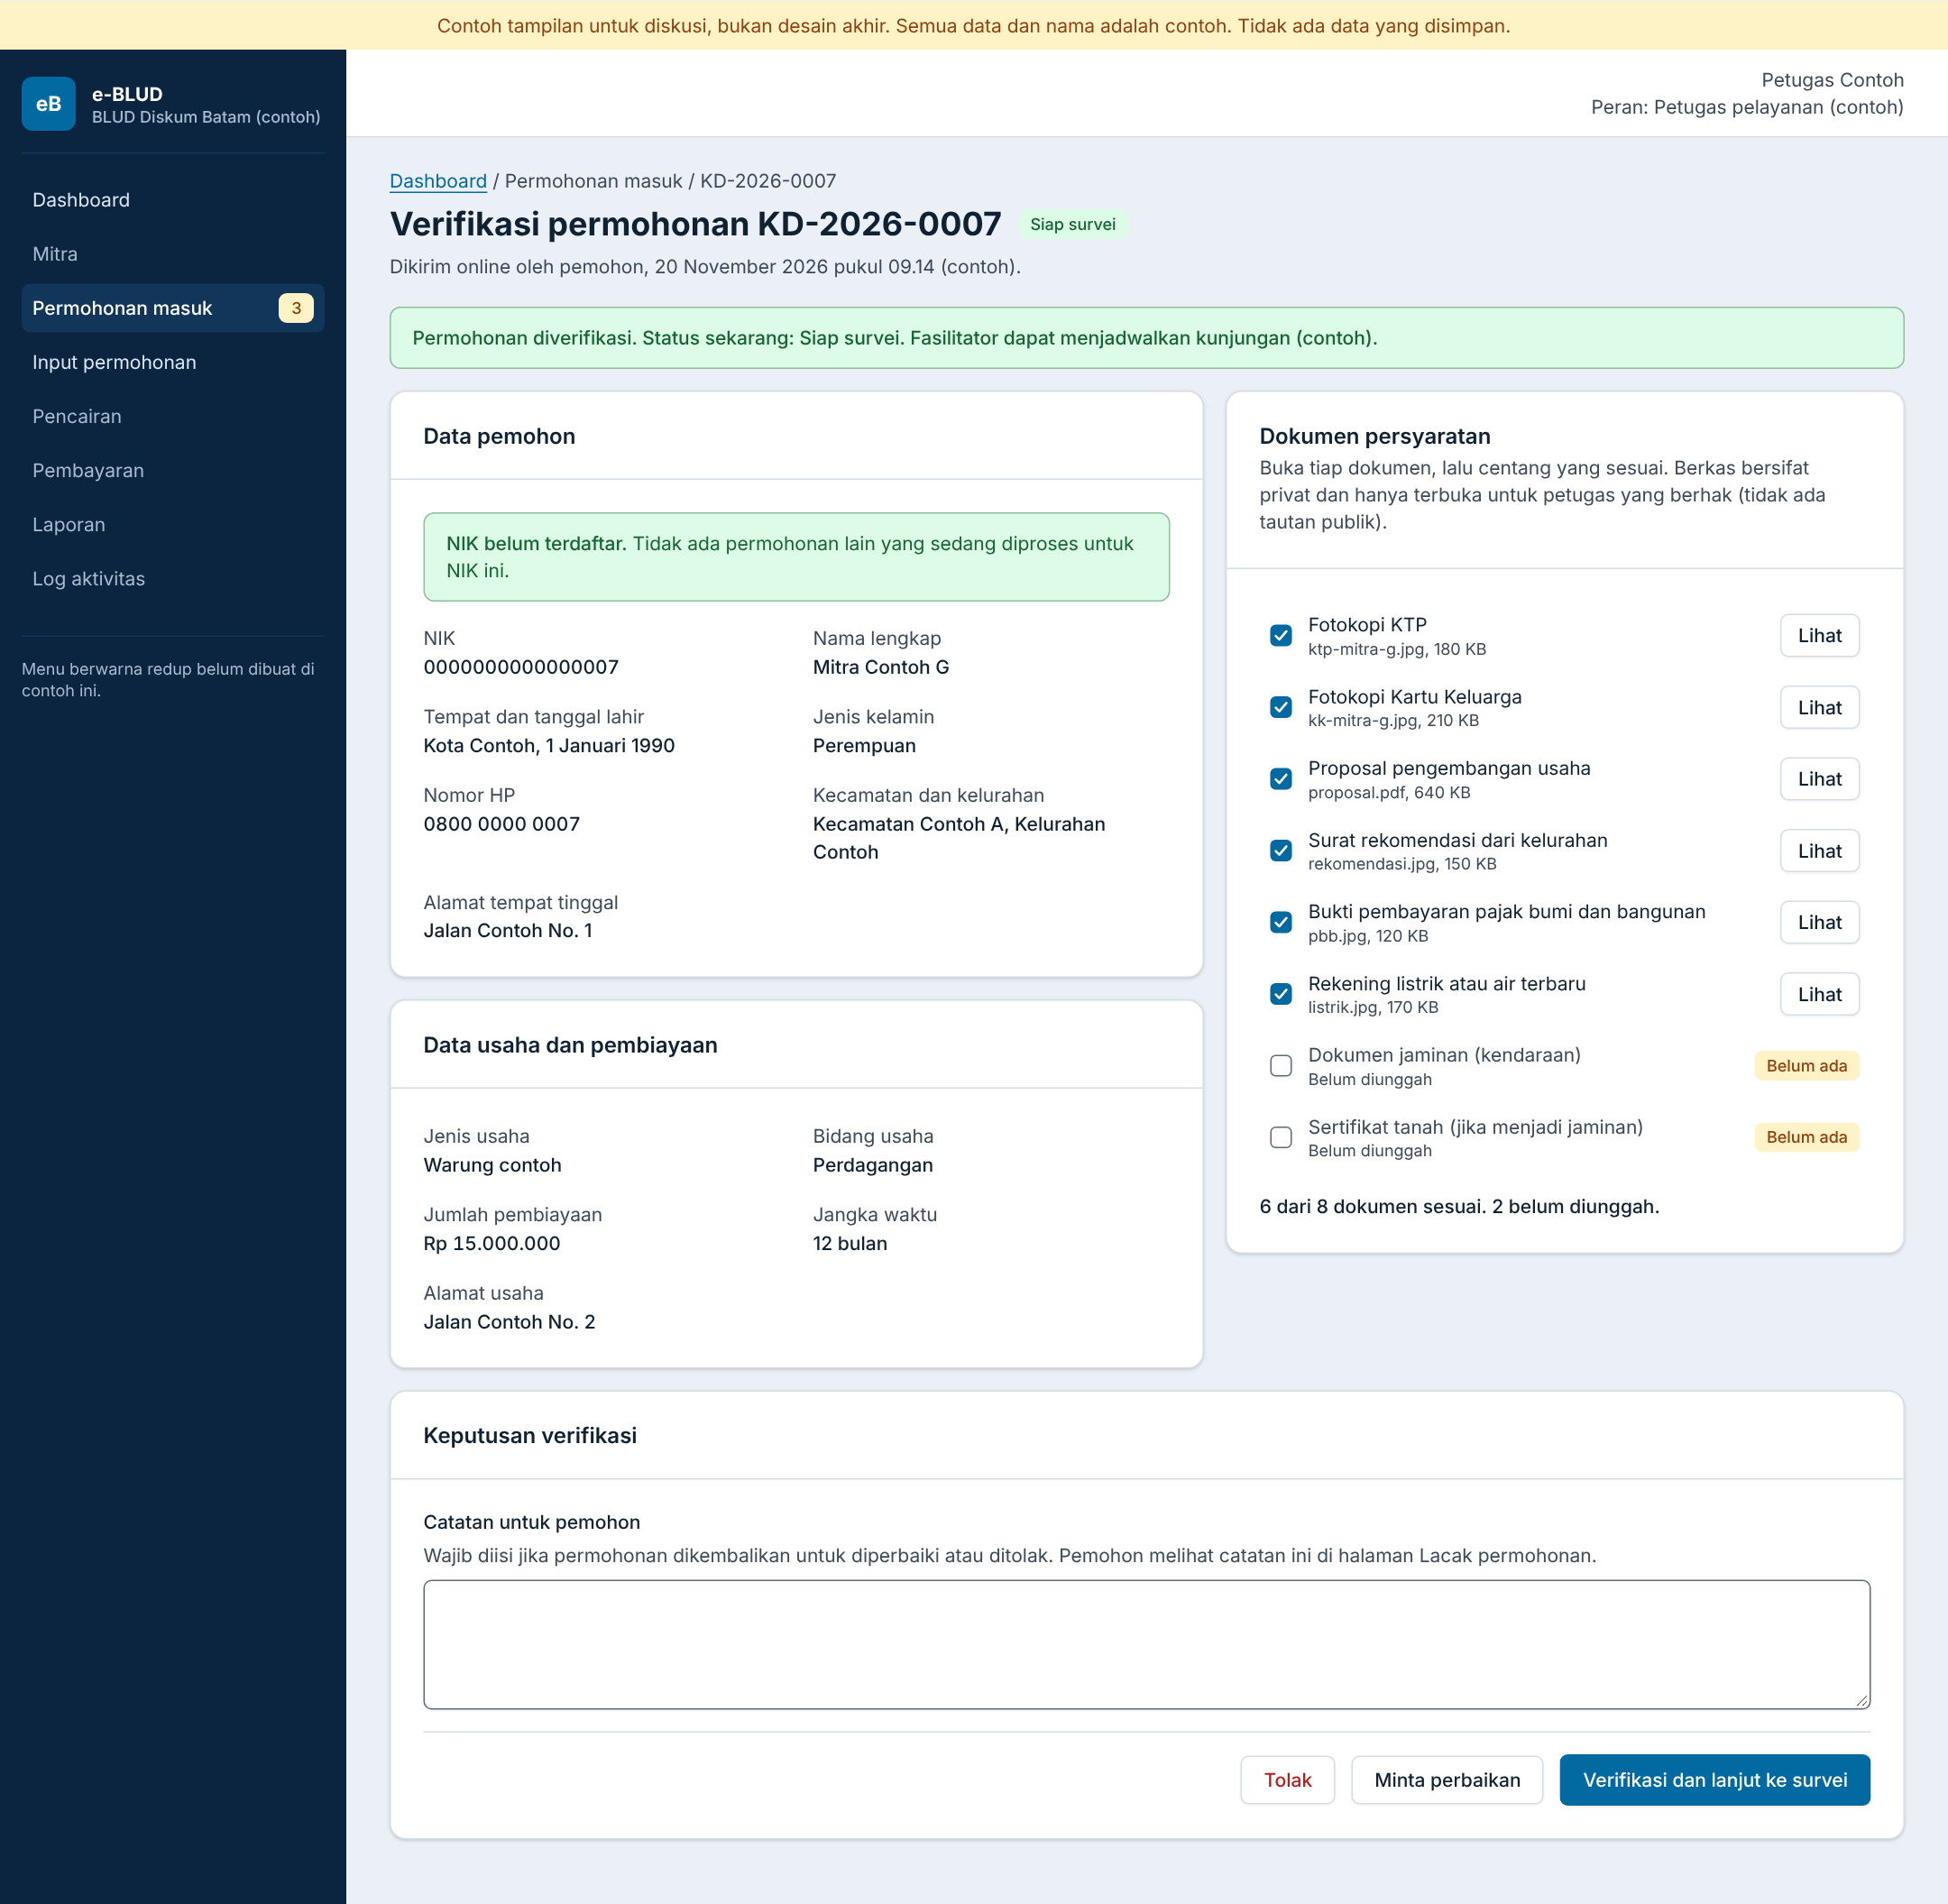 Contoh tampilan untuk diskusi, bukan desain akhir. Semua data dan nama adalah contoh. Tidak ada data yang disimpan.
eB
e-BLUD
BLUD Diskum Batam (contoh)
Dashboard
Mitra
Permohonan masuk
3
Input permohonan
Pencairan
Pembayaran
Laporan
Log aktivitas
Menu berwarna redup belum dibuat di
contoh ini.
Petugas Contoh
Peran: Petugas pelayanan (contoh)
Dashboard / Permohonan masuk / KD-2026-0007
Verifikasi permohonan KD-2026-0007
Siap survei
Dikirim online oleh pemohon, 20 November 2026 pukul 09.14 (contoh).
Permohonan diverifikasi. Status sekarang: Siap survei. Fasilitator dapat menjadwalkan kunjungan (contoh).
Data pemohon
NIK belum terdaftar. Tidak ada permohonan lain yang sedang diproses untuk
NIK ini.
NIK
0000000000000007
Nama lengkap
Mitra Contoh G
Tempat dan tanggal lahir
Kota Contoh, 1 Januari 1990
Jenis kelamin
Perempuan
Nomor HP
0800 0000 0007
Kecamatan dan kelurahan
Kecamatan Contoh A, Kelurahan
Contoh
Alamat tempat tinggal
Jalan Contoh No. 1
Data usaha dan pembiayaan
Jenis usaha
Warung contoh
Bidang usaha
Perdagangan
Jumlah pembiayaan
Rp 15.000.000
Jangka waktu
12 bulan
Alamat usaha
Jalan Contoh No. 2
Dokumen persyaratan
Buka tiap dokumen, lalu centang yang sesuai. Berkas bersifat
privat dan hanya terbuka untuk petugas yang berhak (tidak ada
tautan publik).
Fotokopi KTP
ktp-mitra-g.jpg, 180 KB
Lihat
Fotokopi Kartu Keluarga
kk-mitra-g.jpg, 210 KB
Lihat
Proposal pengembangan usaha
proposal.pdf, 640 KB
Lihat
Surat rekomendasi dari kelurahan
rekomendasi.jpg, 150 KB
Lihat
Bukti pembayaran pajak bumi dan bangunan
pbb.jpg, 120 KB
Lihat
Rekening listrik atau air terbaru
listrik.jpg, 170 KB
Lihat
Dokumen jaminan (kendaraan)
Belum diunggah
Belum ada
Sertifikat tanah (jika menjadi jaminan)
Belum diunggah
Belum ada
6 dari 8 dokumen sesuai. 2 belum diunggah.
Keputusan verifikasi
Catatan untuk pemohon
Wajib diisi jika permohonan dikembalikan untuk diperbaiki atau ditolak. Pemohon melihat catatan ini di halaman Lacak permohonan.
Tolak
Minta perbaikan
Verifikasi dan lanjut ke survei